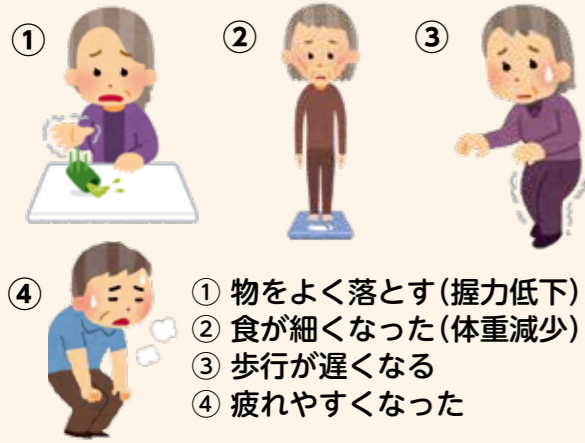 ①
②
③
④
① 物をよく落とす(握力低下)
② 食が細くなった(体重減少)
③ 歩行が遅くなる
④ 疲れやすくなった